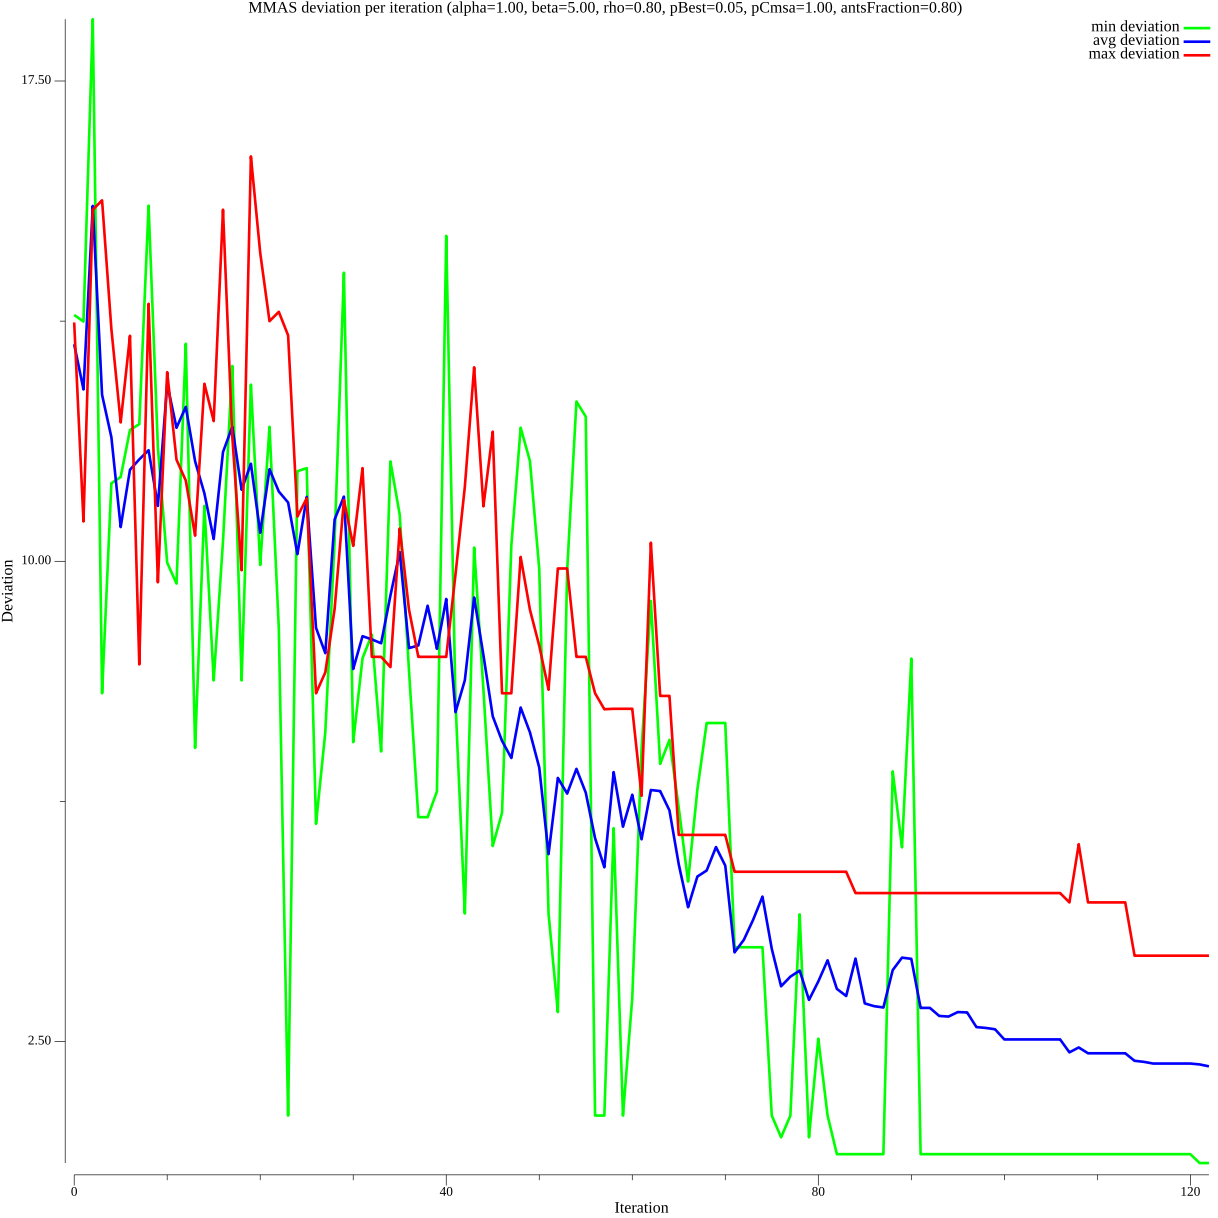 MMAS deviation per iteration (alpha=1.00, beta=5.00, rho=0.80, pBest=0.05, pCmsa=1.00, antsFraction=0.80)
min deviation
avg deviation
max deviation
17.50
10.00
2.50
Deviation
0
40
80
120
Iteration